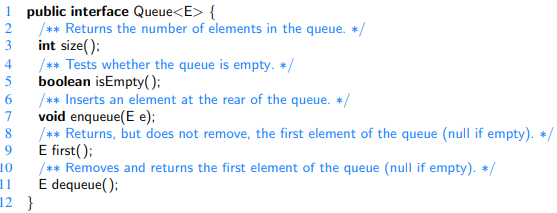 1 public interface Queue<E> {
2 /** Returns the number of elements in the queue. */
3 int size();
4 /** Tests whether the queue is empty. */
5 boolean isEmpty();
6 /** Inserts an element at the rear of the queue. */
7 void enqueue(E e);
8 /** Returns, but does not remove, the first element of the queue (null if empty). */
9 E first();
10 /** Removes and returns the first element of the queue (null if empty). */
11 E dequeue();
12 }